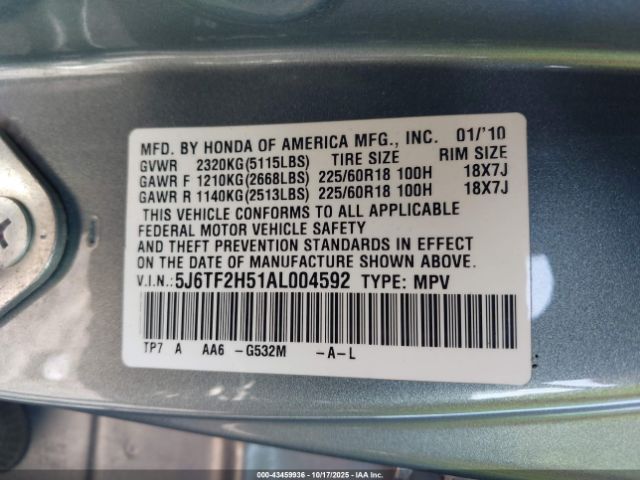 MFD. BY HONDA OF AMERICA MFG., INC. 01/'10
GVWR 2320KG(5115LBS) TIRE SIZE RIM SIZE
GAWR F 1210KG(2668LBS) 225/60R18 100H 18X7J
GAWR R 1140KG(2513LBS) 225/60R18 100H 18X7J
THIS VEHICLE CONFORMS TO ALL APPLICABLE
FEDERAL MOTOR VEHICLE SAFETY
AND THEFT PREVENTION STANDARDS IN EFFECT
ON THE DATE OF MANUFACTURE SHOWN ABOVE.
V.I.N.:5J6TF2H51AL004592 TYPE: MPV
TP7 A AA6 -G532M -A-L
000-43459936 - 10/17/2025 - IAA Inc.